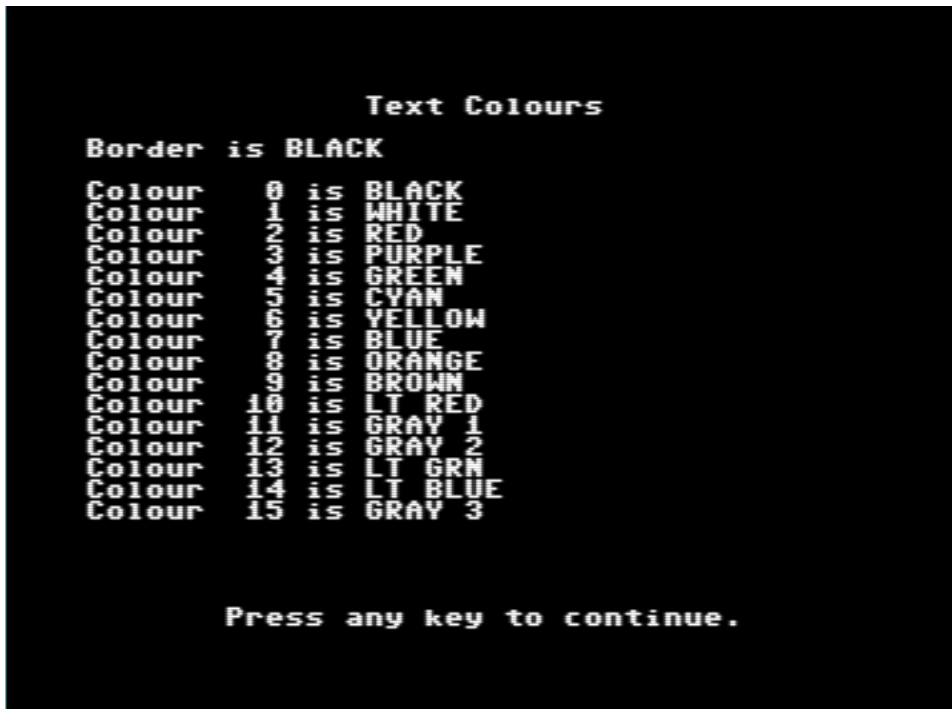 Text Colours
Border is BLACK
Colour 0 is BLACK
Colour 1 is WHITE
Colour 2 is RED
Colour 3 is PURPLE
Colour 4 is GREEN
Colour 5 is CYAN
Colour 6 is YELLOW
Colour 7 is BLUE
Colour 8 is ORANGE
Colour 9 is BROWN
Colour 10 is LT RED
Colour 11 is GRAY 1
Colour 12 is GRAY 2
Colour 13 is LT GRN
Colour 14 is LT BLUE
Colour 15 is GRAY 3
Press any key to continue.